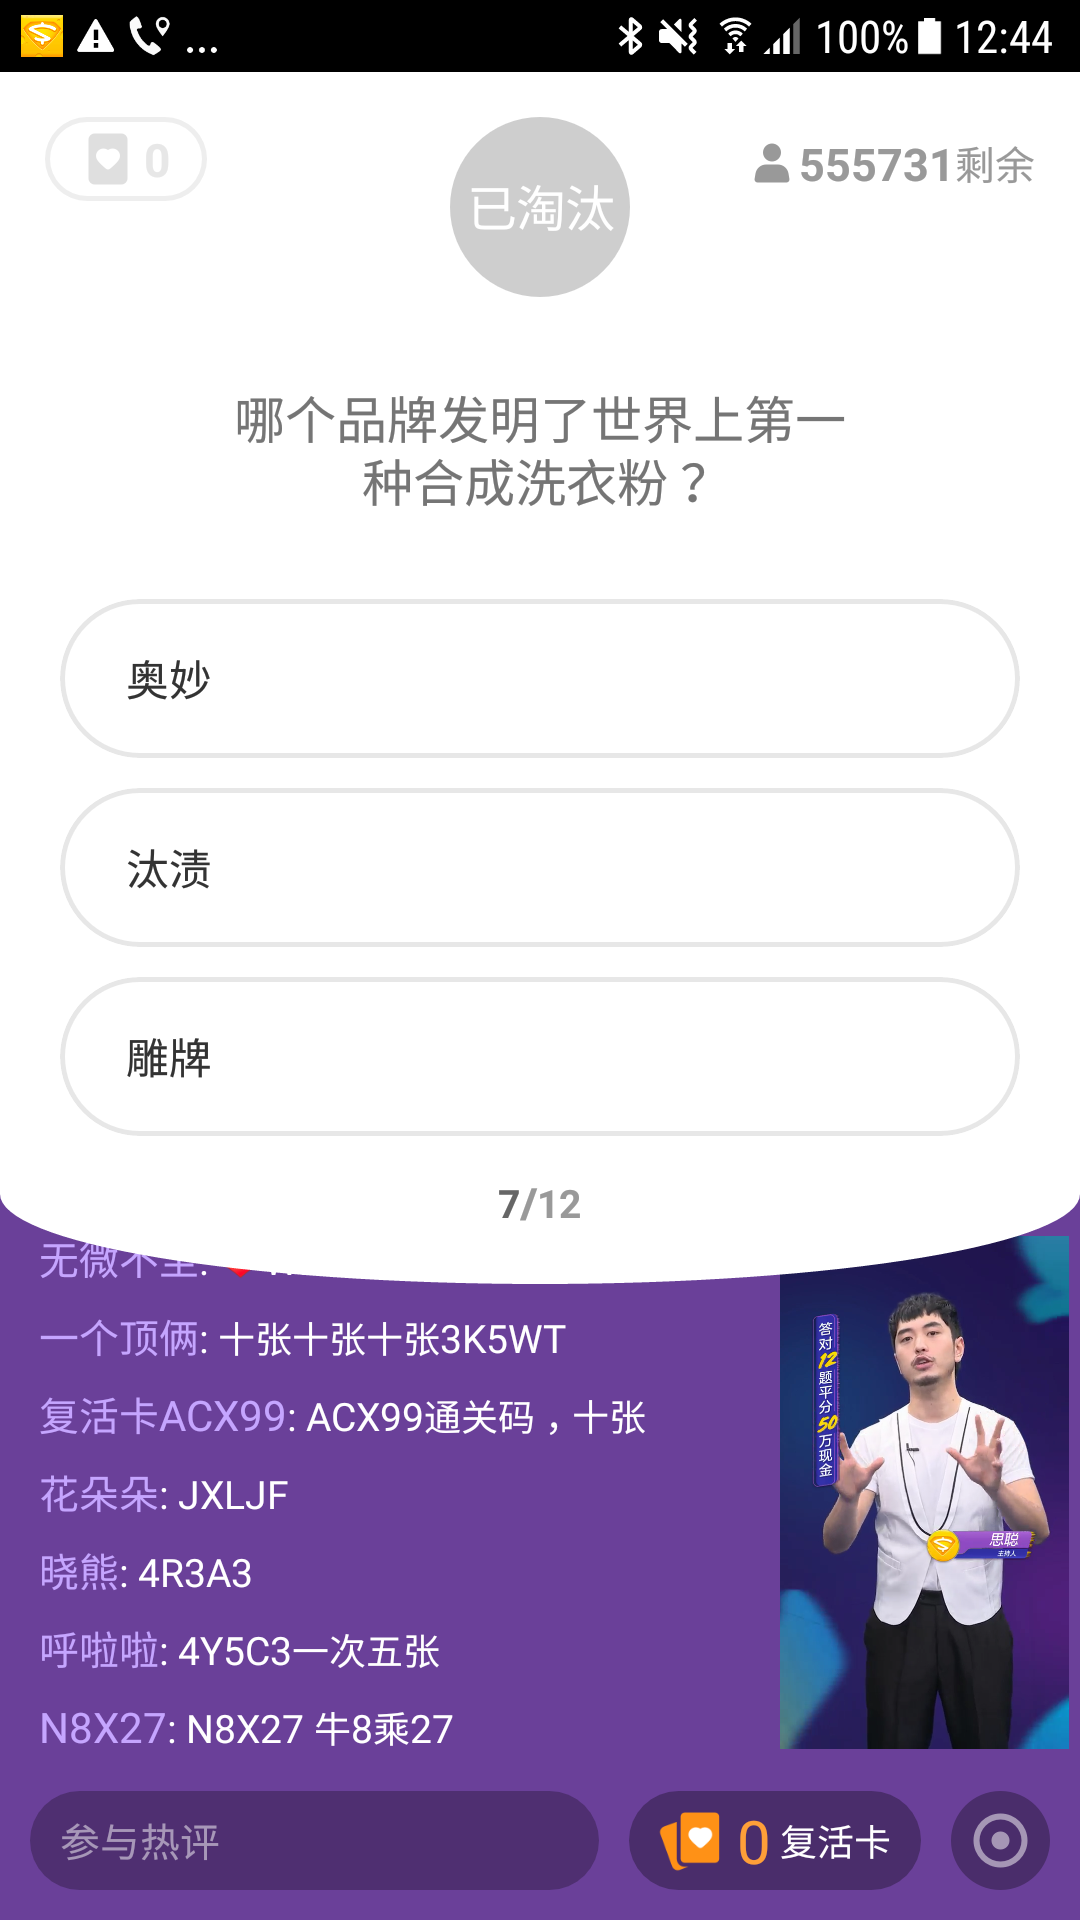 100% 12:44
0
已淘汰
555731剩余
哪个品牌发明了世界上第一
种合成洗衣粉？
奥妙
汰渍
雕牌
7/12
无微不至:
一个顶俩: 十张十张十张3K5WT
复活卡ACX99: ACX99通关码，十张
花朵朵: JXLJF
晓熊: 4R3A3
呼啦啦: 4Y5C3一次五张
N8X27: N8X27 牛8乘27
答对12题平分50万现金
思聪
主持人
参与热评
0 复活卡